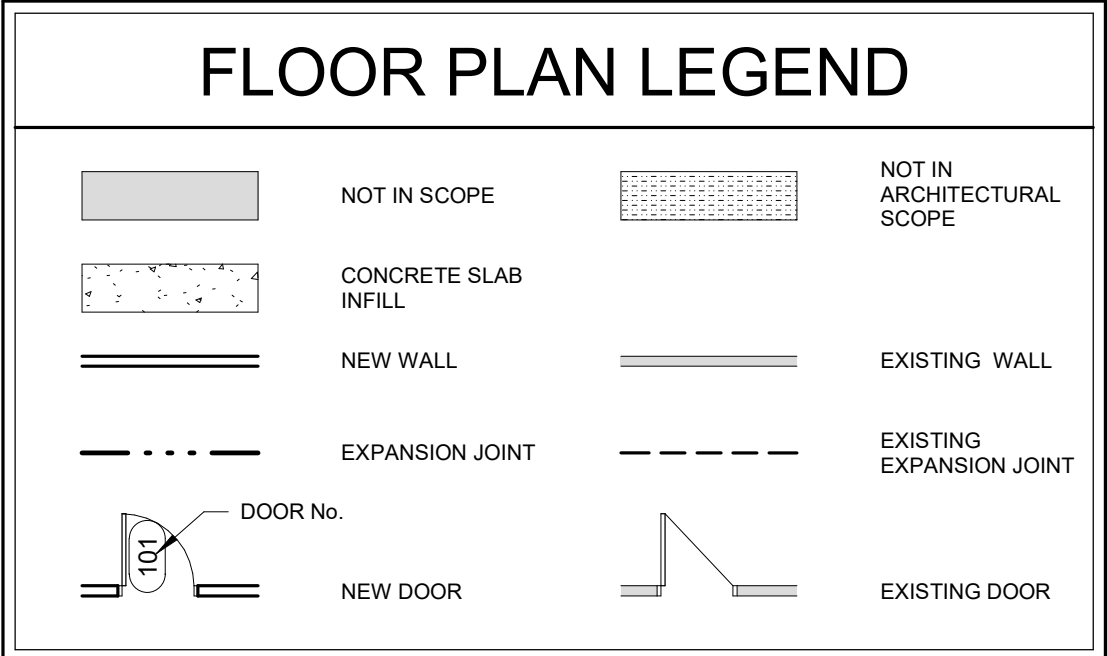 FLOOR PLAN LEGEND
NOT IN SCOPE
NOT IN
ARCHITECTURAL
SCOPE
CONCRETE SLAB
INFILL
NEW WALL
EXISTING WALL
EXPANSION JOINT
EXISTING
EXPANSION JOINT
DOOR No.
101
NEW DOOR
EXISTING DOOR